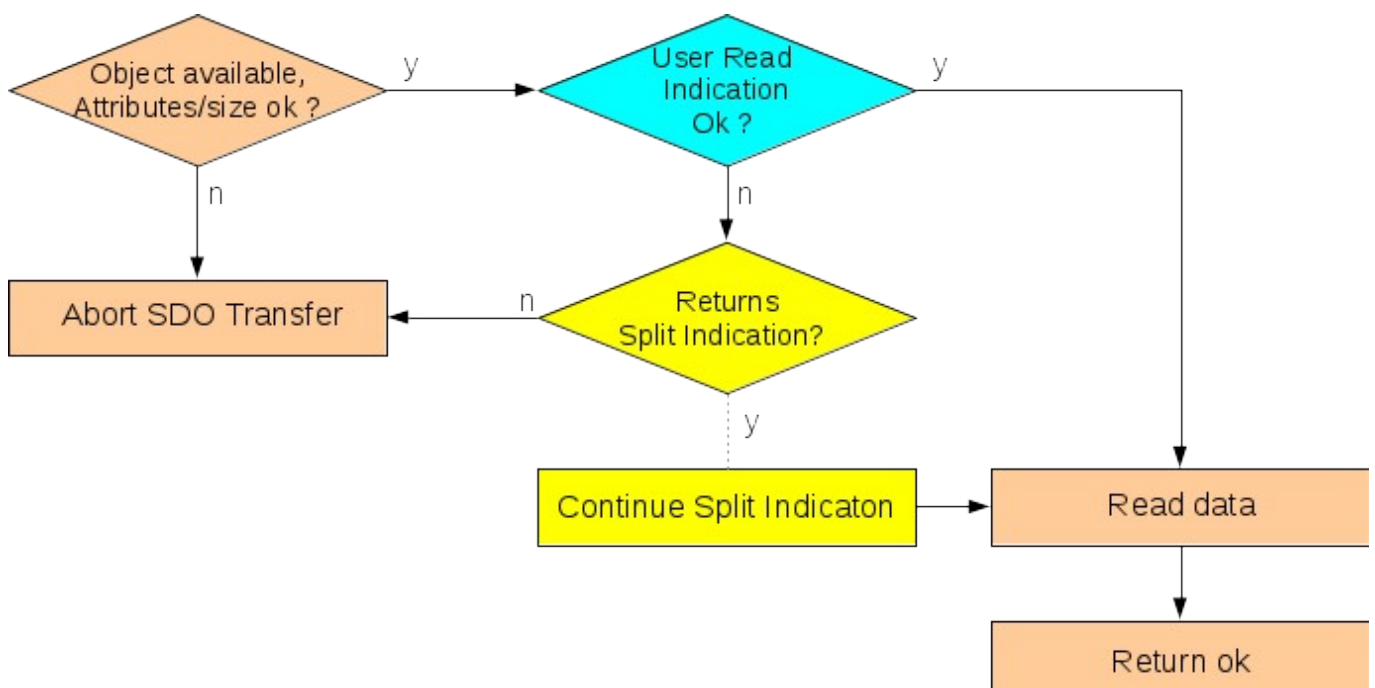 Object available,
Attributes/size ok ?
y
User Read
Indication
Ok ?
y
n
n
Abort SDO Transfer
n
Returns
Split Indication?
y
Continue Split Indicaton
Read data
Return ok